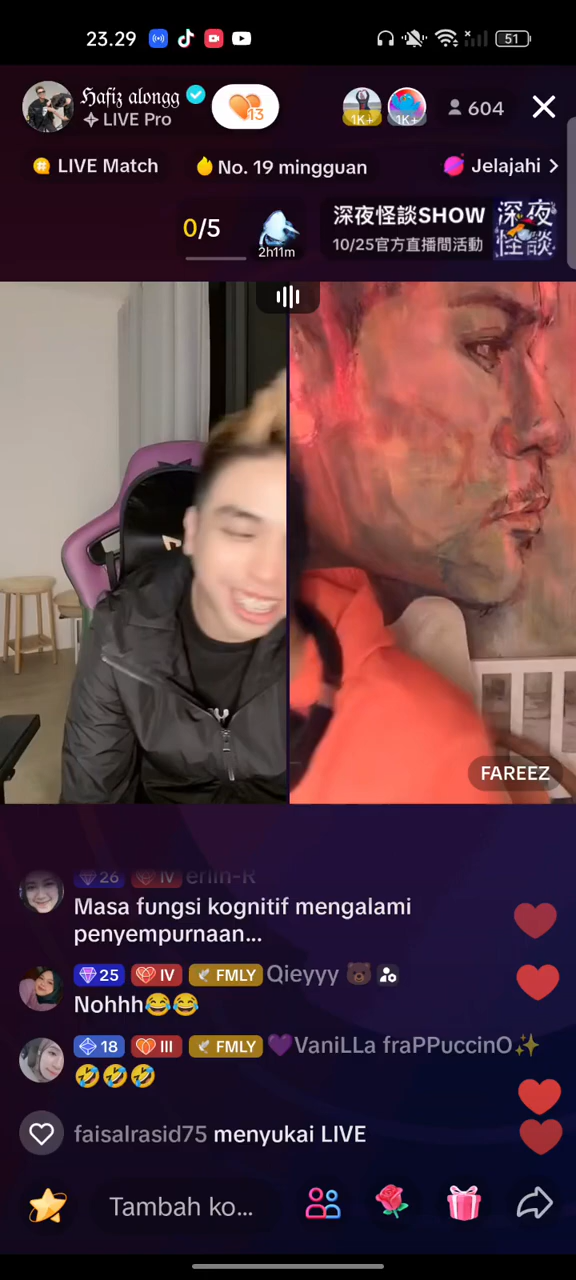 23.29
51
Hafiz alongg
LIVE Pro
13
1K+
1K+
604
LIVE Match
No. 19 mingguan
Jelajahi
0/5
2h11m
深夜怪談SHOW
10/25官方直播間活動
深夜
怪談
FAREEZ
26 IV erlin-R
Masa fungsi kognitif mengalami
penyempurnaan...
25 IV FMLY Qieyyy 🐻
Nohhh😂😂
18 III FMLY 💜VaniLLa fraPPuccinO✨
🤣🤣🤣
faisalrasid75 menyukai LIVE
Tambah ko...